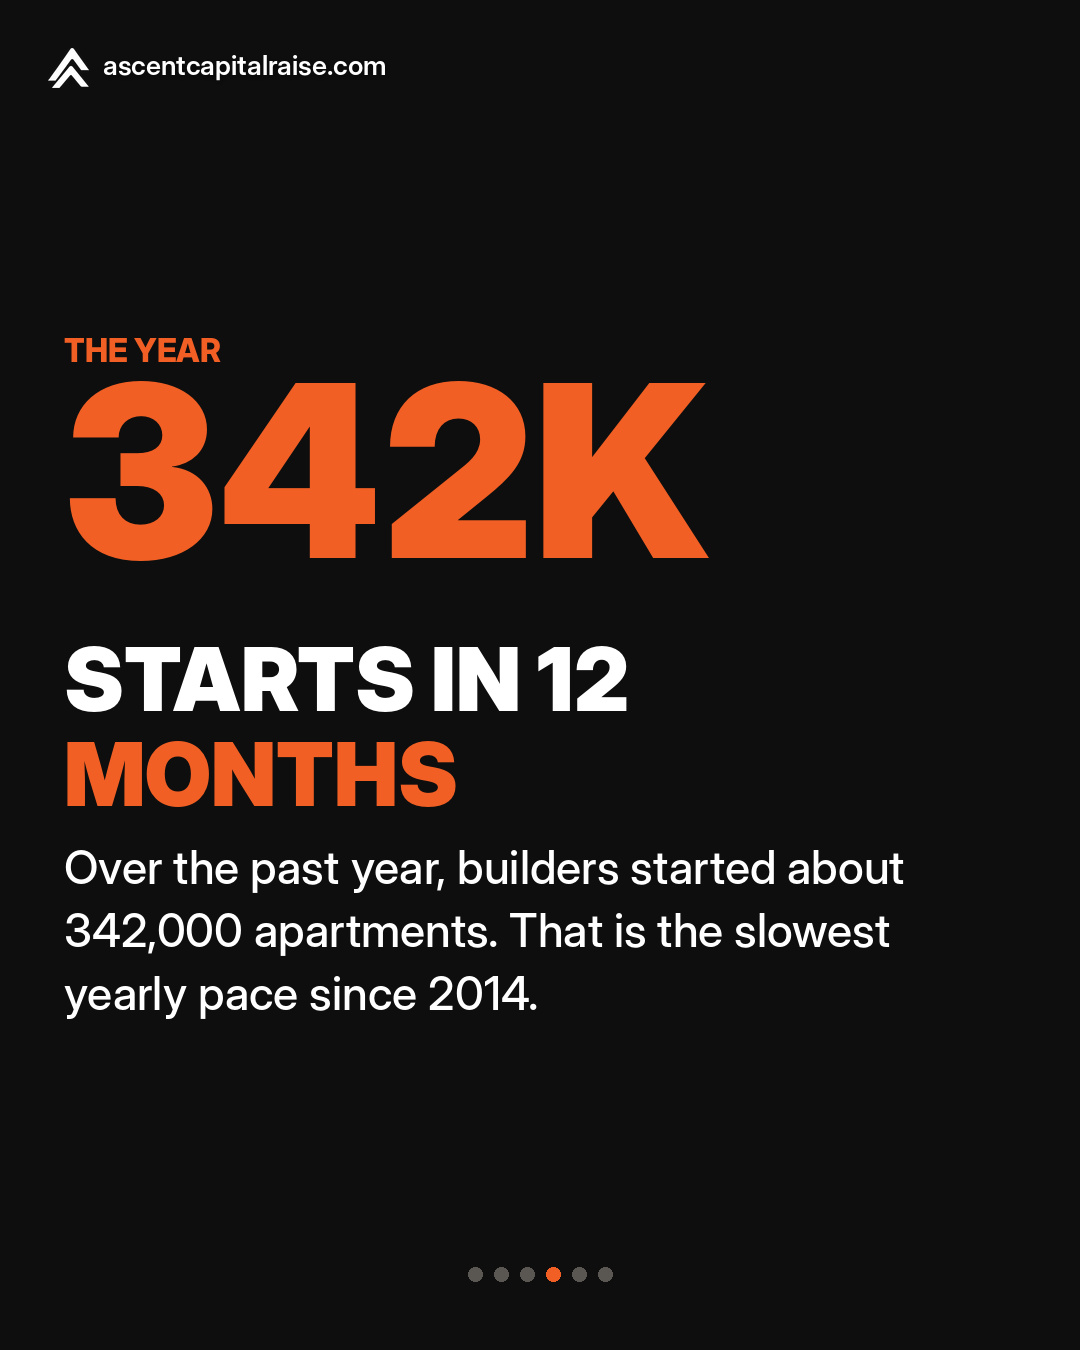 ascentcapitalraise.com
THE YEAR
342K
STARTS IN 12
MONTHS
Over the past year, builders started about
342,000 apartments. That is the slowest
yearly pace since 2014.